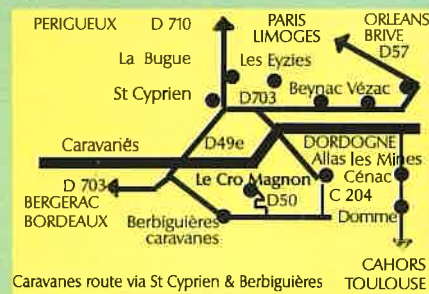 PERIGUEUX D 710 PARIS ORLEANS
LIMOGES BRIVE
D57
La Bugue Les Eyzies
St Cyprien D703 Beynac Vézac
D49e
Caravariés DORDOGNE
Allas les Mines
D 703 Le Cro Magnon Cénac
BERGERAC D50 C 204
BORDEAUX Domme
Berbiguières
caravanes
CAHORS
Caravanes route via St Cyprien & Berbiguières TOULOUSE